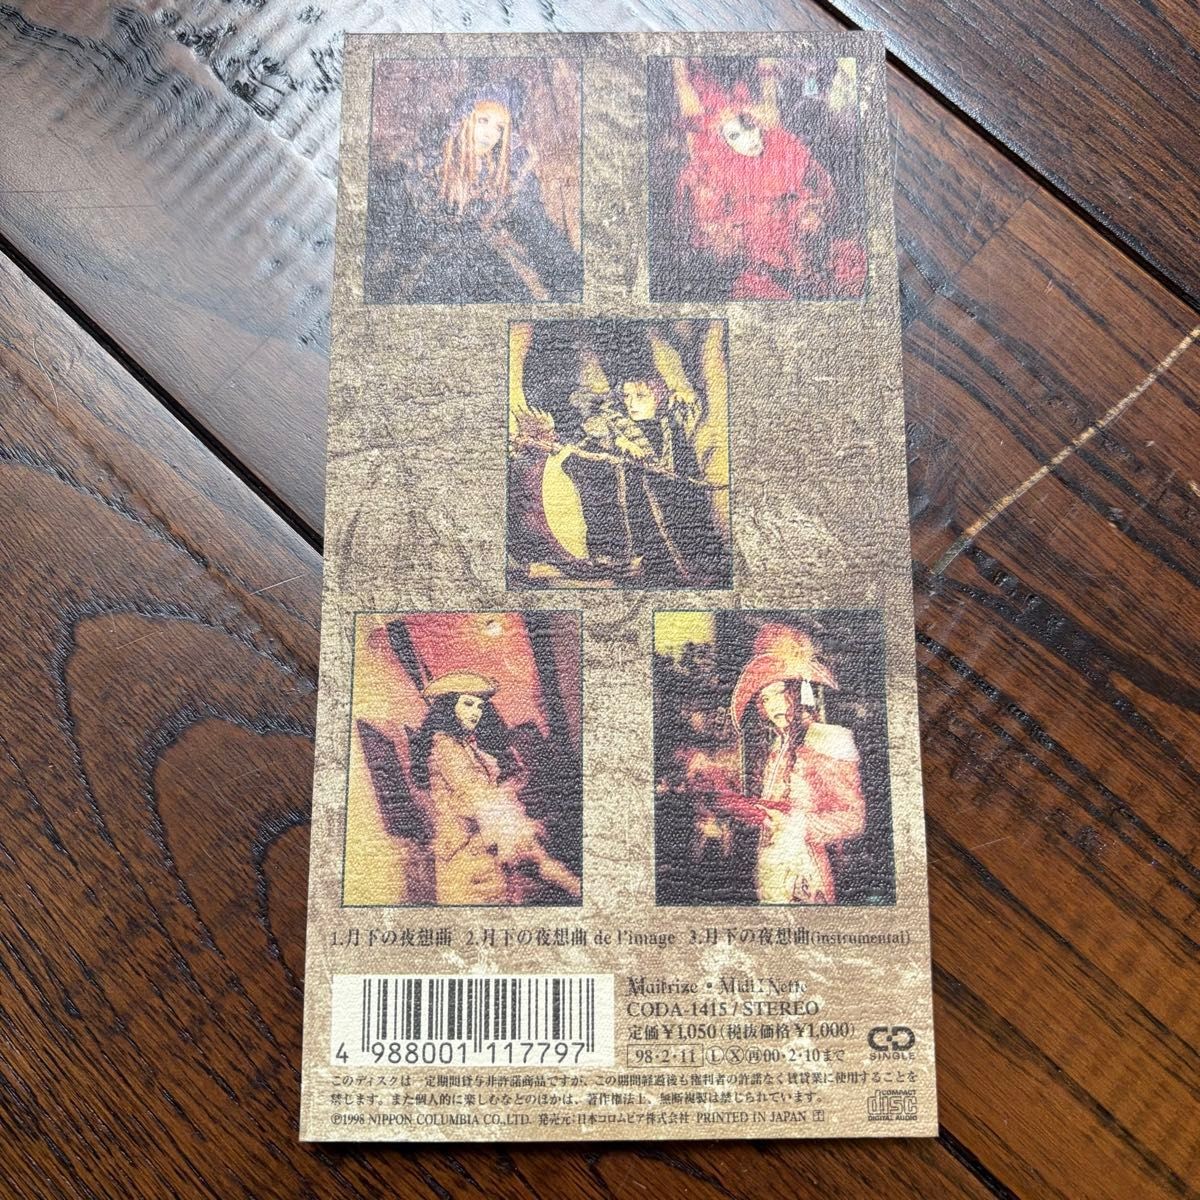 1.月下の夜想曲 2.月下の夜想曲 de l'image 3.月下の夜想曲(instrumental)
Maitrize・Midi:Nette
CODA-1415/STEREO
定価￥1,050(税抜価格￥1,000)
98・2・11 Ⓛ Ⓧ 再00・2・10まで
CD
SINGLE
4 988001 117797
このディスクは一定期間貸与非許諾商品ですが、この期間経過後も権利者の許諾なく賃貸業に使用することを
禁じます。また個人的に楽しむなどのほかは、著作権法上、無断複製は禁じられています。
℗1998 NIPPON COLUMBIA CO.,LTD. 発売元:日本コロムビア株式会社 PRINTED IN JAPAN
COMPACT
disc
DIGITAL AUDIO